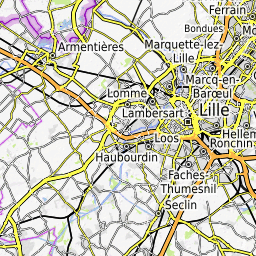 Ferrain
Bondues
Mo
Marquette-lez-
Lille
Armentières
Marcq-en-
Barœul
Lomme
Lambersart
Lille
Hellem
Loos
Ronchin
Haubourdin
Faches-
Thumesnil
Seclin